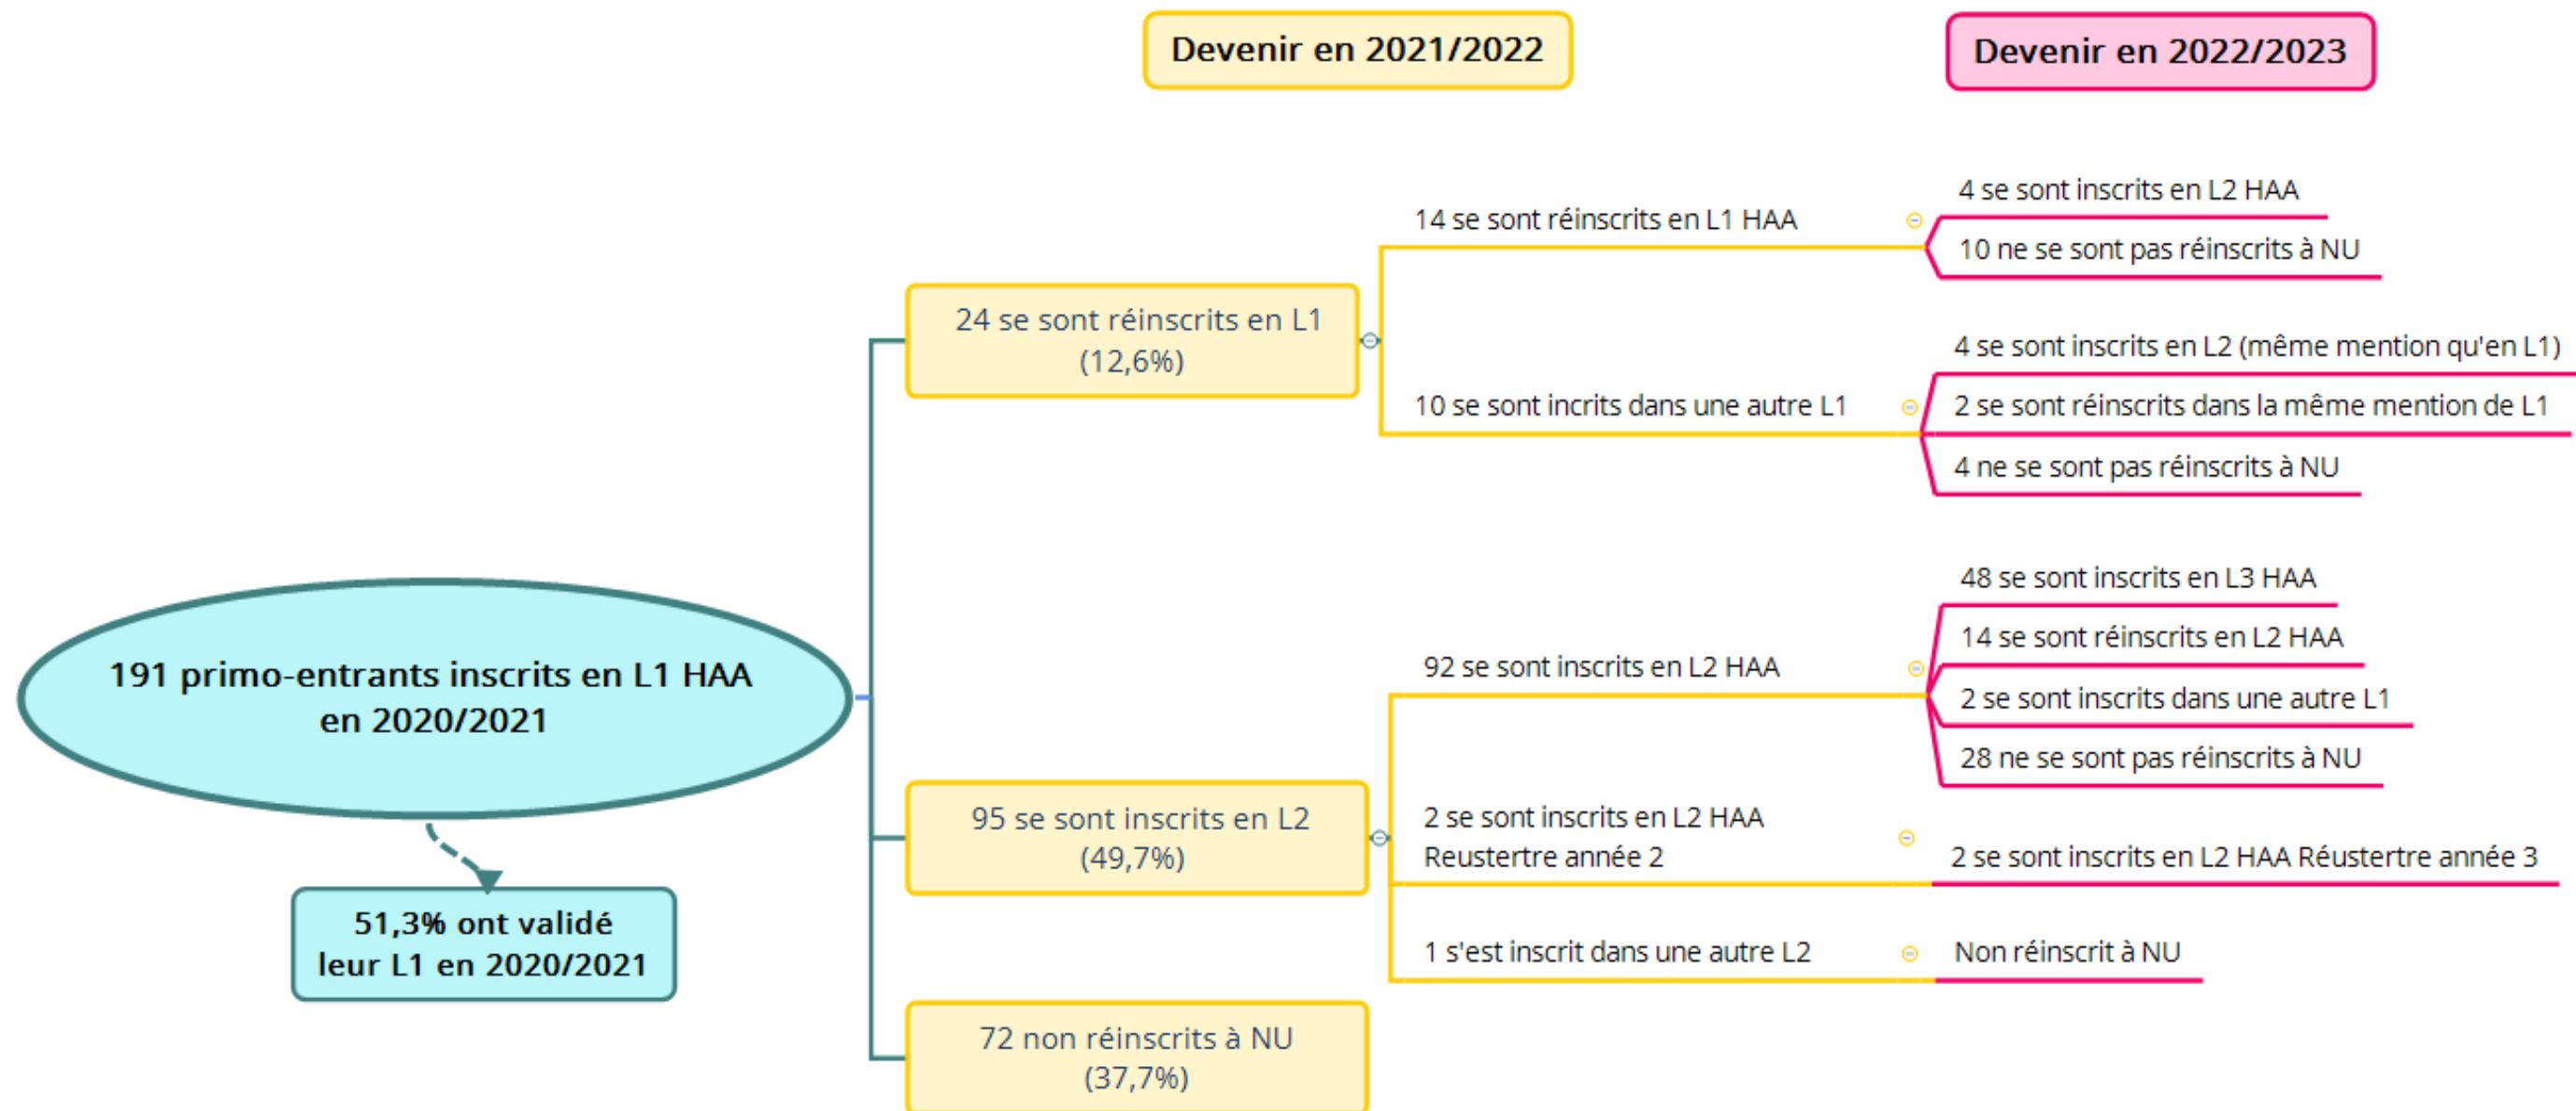 Devenir en 2021/2022
Devenir en 2022/2023
191 primo-entrants inscrits en L1 HAA
en 2020/2021
51,3% ont validé
leur L1 en 2020/2021
24 se sont réinscrits en L1
(12,6%)
14 se sont réinscrits en L1 HAA
4 se sont inscrits en L2 HAA
10 ne se sont pas réinscrits à NU
10 se sont incrits dans une autre L1
4 se sont inscrits en L2 (même mention qu'en L1)
2 se sont réinscrits dans la même mention de L1
4 ne se sont pas réinscrits à NU
95 se sont inscrits en L2
(49,7%)
92 se sont inscrits en L2 HAA
48 se sont inscrits en L3 HAA
14 se sont réinscrits en L2 HAA
2 se sont inscrits dans une autre L1
28 ne se sont pas réinscrits à NU
2 se sont inscrits en L2 HAA
Reustertre année 2
2 se sont inscrits en L2 HAA Réustertre année 3
1 s'est inscrit dans une autre L2
Non réinscrit à NU
72 non réinscrits à NU
(37,7%)